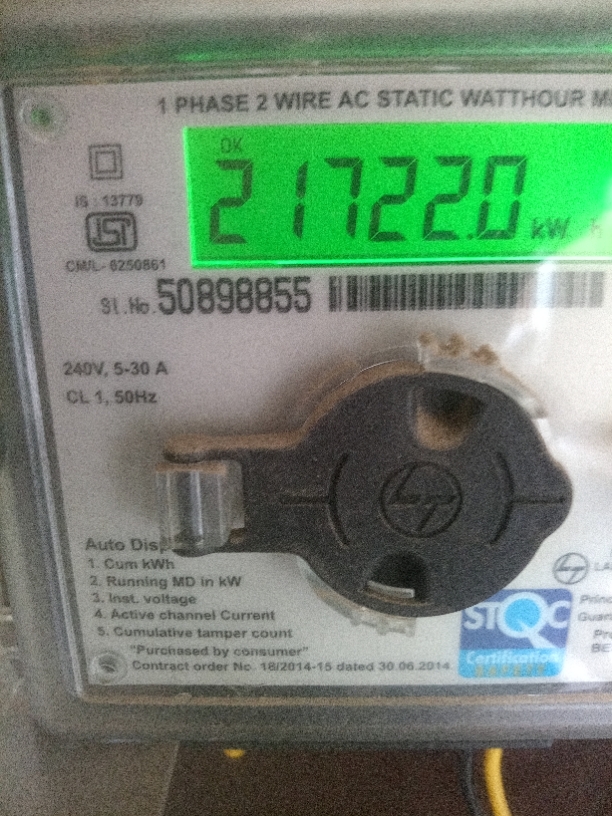 1 PHASE 2 WIRE AC STATIC WATTHOUR
OK
21722.0 kW
IS : 13779
ISI
CM/L- 6250861
Sl.No. 50898855
240V, 5-30 A
CL 1, 50Hz
Auto
1. Cum kWh
2. Running MD in kW
3. Inst. voltage
4. Active channel Current
5. Cumulative tamper count
"Purchased by consumer"
Contract order No. 18/2014-15 dated 30.06.2014
STQC
Certification